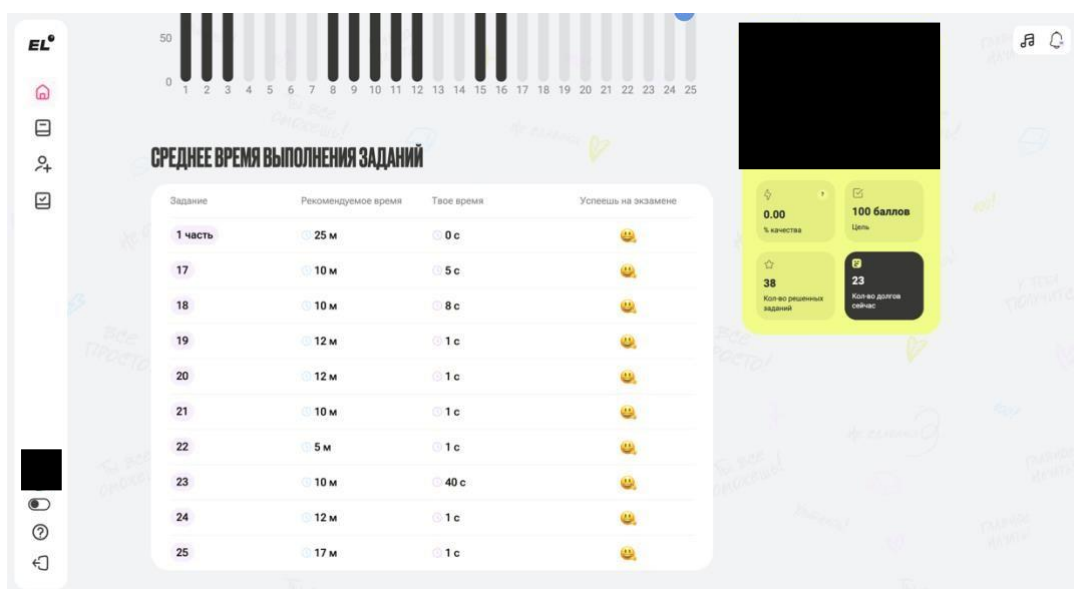 EL
50
0
1 2 3 4 5 6 7 8 9 10 11 12 13 14 15 16 17 18 19 20 21 22 23 24 25
СРЕДНЕЕ ВРЕМЯ ВЫПОЛНЕНИЯ ЗАДАНИЙ
Задание Рекомендуемое время Твое время Успеешь на экзамене
1 часть 25 м 0 с
17 10 м 5 с
18 10 м 8 с
19 12 м 1 с
20 12 м 1 с
21 10 м 1 с
22 5 м 1 с
23 10 м 40 с
24 12 м 1 с
25 17 м 1 с
0.00
% качества
100 баллов
Цель
38
Кол-во решенных
заданий
23
Кол-во долгов
сейчас